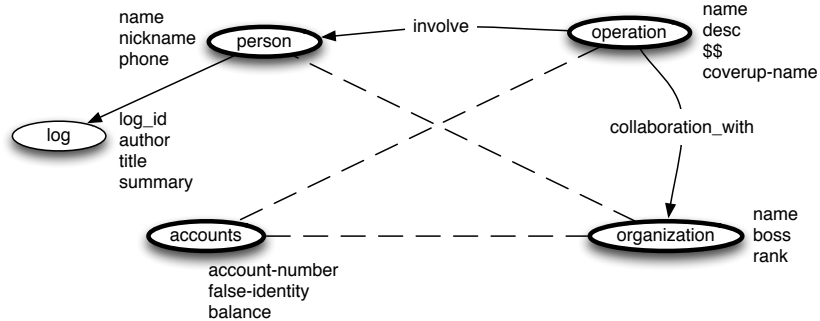 name
nickname
phone
person
involve
operation
name
desc
$$
coverup-name
log
log_id
author
title
summary
collaboration_with
accounts
account-number
false-identity
balance
organization
name
boss
rank